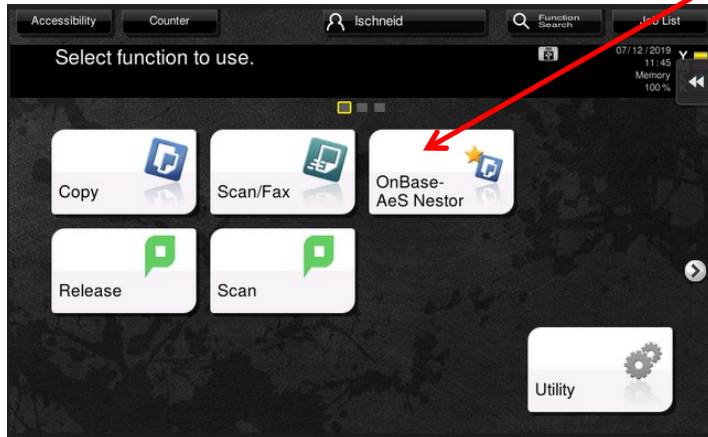 Accessibility
Counter
lschneid
Function
Search
Job List
Select function to use.
07/12/2019
11:45
Memory
100 %
Y
M
C
K
Copy
Scan/Fax
OnBase-
AeS Nestor
Release
Scan
Utility